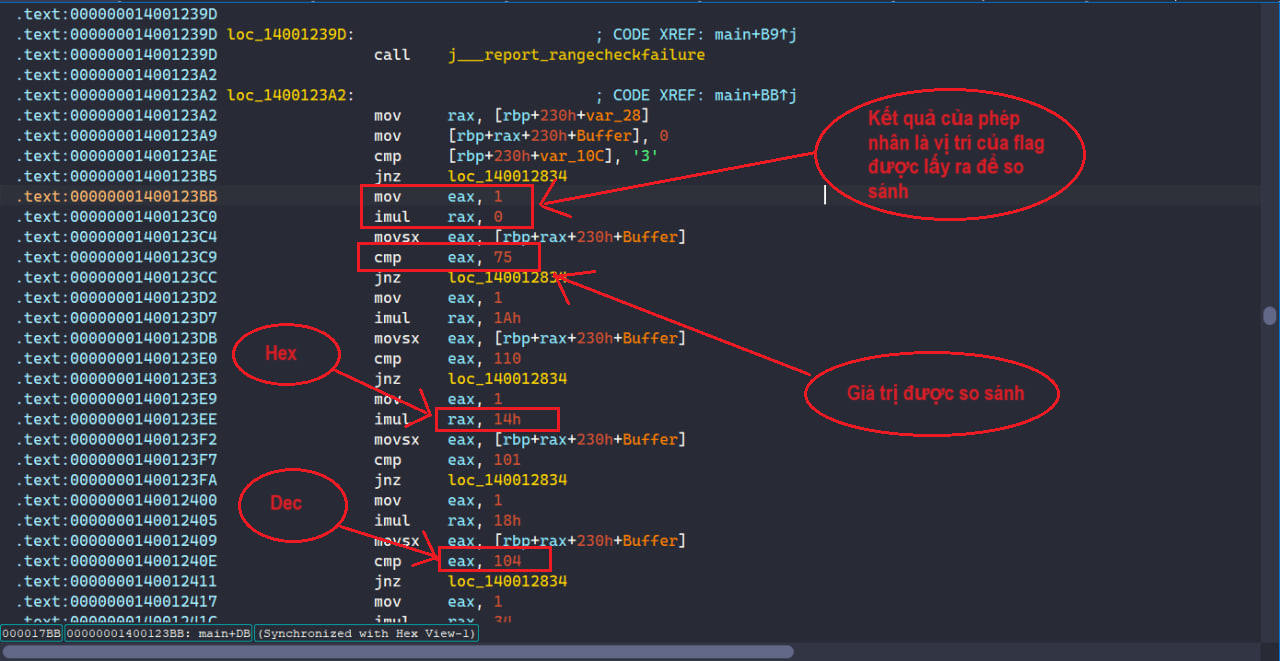 .text:000000014001239D
.text:000000014001239D loc_14001239D: ; CODE XREF: main+B9↑j
.text:000000014001239D call j___report_rangecheckfailure
.text:00000001400123A2
.text:00000001400123A2 loc_1400123A2: ; CODE XREF: main+BB↑j
.text:00000001400123A2 mov rax, [rbp+230h+var_28]
.text:00000001400123A9 mov [rbp+rax+230h+Buffer], 0
.text:00000001400123AE cmp [rbp+230h+var_10C], '3'
.text:00000001400123B5 jnz loc_140012834
.text:00000001400123BB mov eax, 1
.text:00000001400123C0 imul rax, 0
.text:00000001400123C4 movsx eax, [rbp+rax+230h+Buffer]
.text:00000001400123C9 cmp eax, 75
.text:00000001400123CC jnz loc_140012834
.text:00000001400123D2 mov eax, 1
.text:00000001400123D7 imul rax, 1Ah
.text:00000001400123DB movsx eax, [rbp+rax+230h+Buffer]
.text:00000001400123E0 cmp eax, 110
.text:00000001400123E3 jnz loc_140012834
.text:00000001400123E9 mov eax, 1
.text:00000001400123EE imul rax, 14h
.text:00000001400123F2 movsx eax, [rbp+rax+230h+Buffer]
.text:00000001400123F7 cmp eax, 101
.text:00000001400123FA jnz loc_140012834
.text:0000000140012400 mov eax, 1
.text:0000000140012405 imul rax, 18h
.text:0000000140012409 movsx eax, [rbp+rax+230h+Buffer]
.text:000000014001240E cmp eax, 104
.text:0000000140012411 jnz loc_140012834
.text:0000000140012417 mov eax, 1
.text:000000014001241C imul rax
Kết quả của phép
nhân là vị trí của flag
được lấy ra để so
sánh
Hex
Giá trị được so sánh
Dec
000017BB 00000001400123BB: main+DB (Synchronized with Hex View-1)